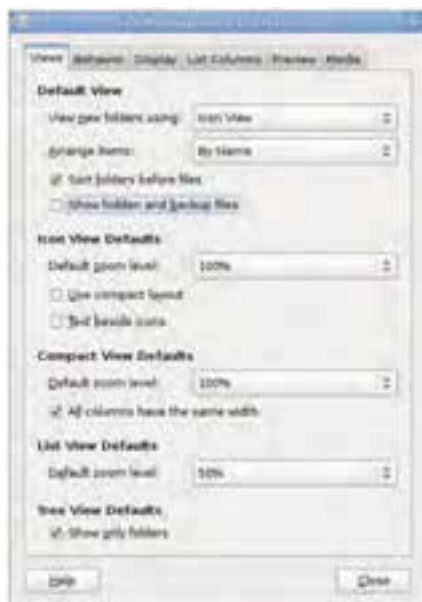 Views Behavior Display List Columns Preview Media
Default View
View new folders using: Icon View
Arrange items: By Name
Sort folders before files
Show hidden and backup files
Icon View Defaults
Default zoom level: 100%
Use compact layout
Text beside icons
Compact View Defaults
Default zoom level: 100%
All columns have the same width
List View Defaults
Default zoom level: 50%
Tree View Defaults
Show only folders
Help Close